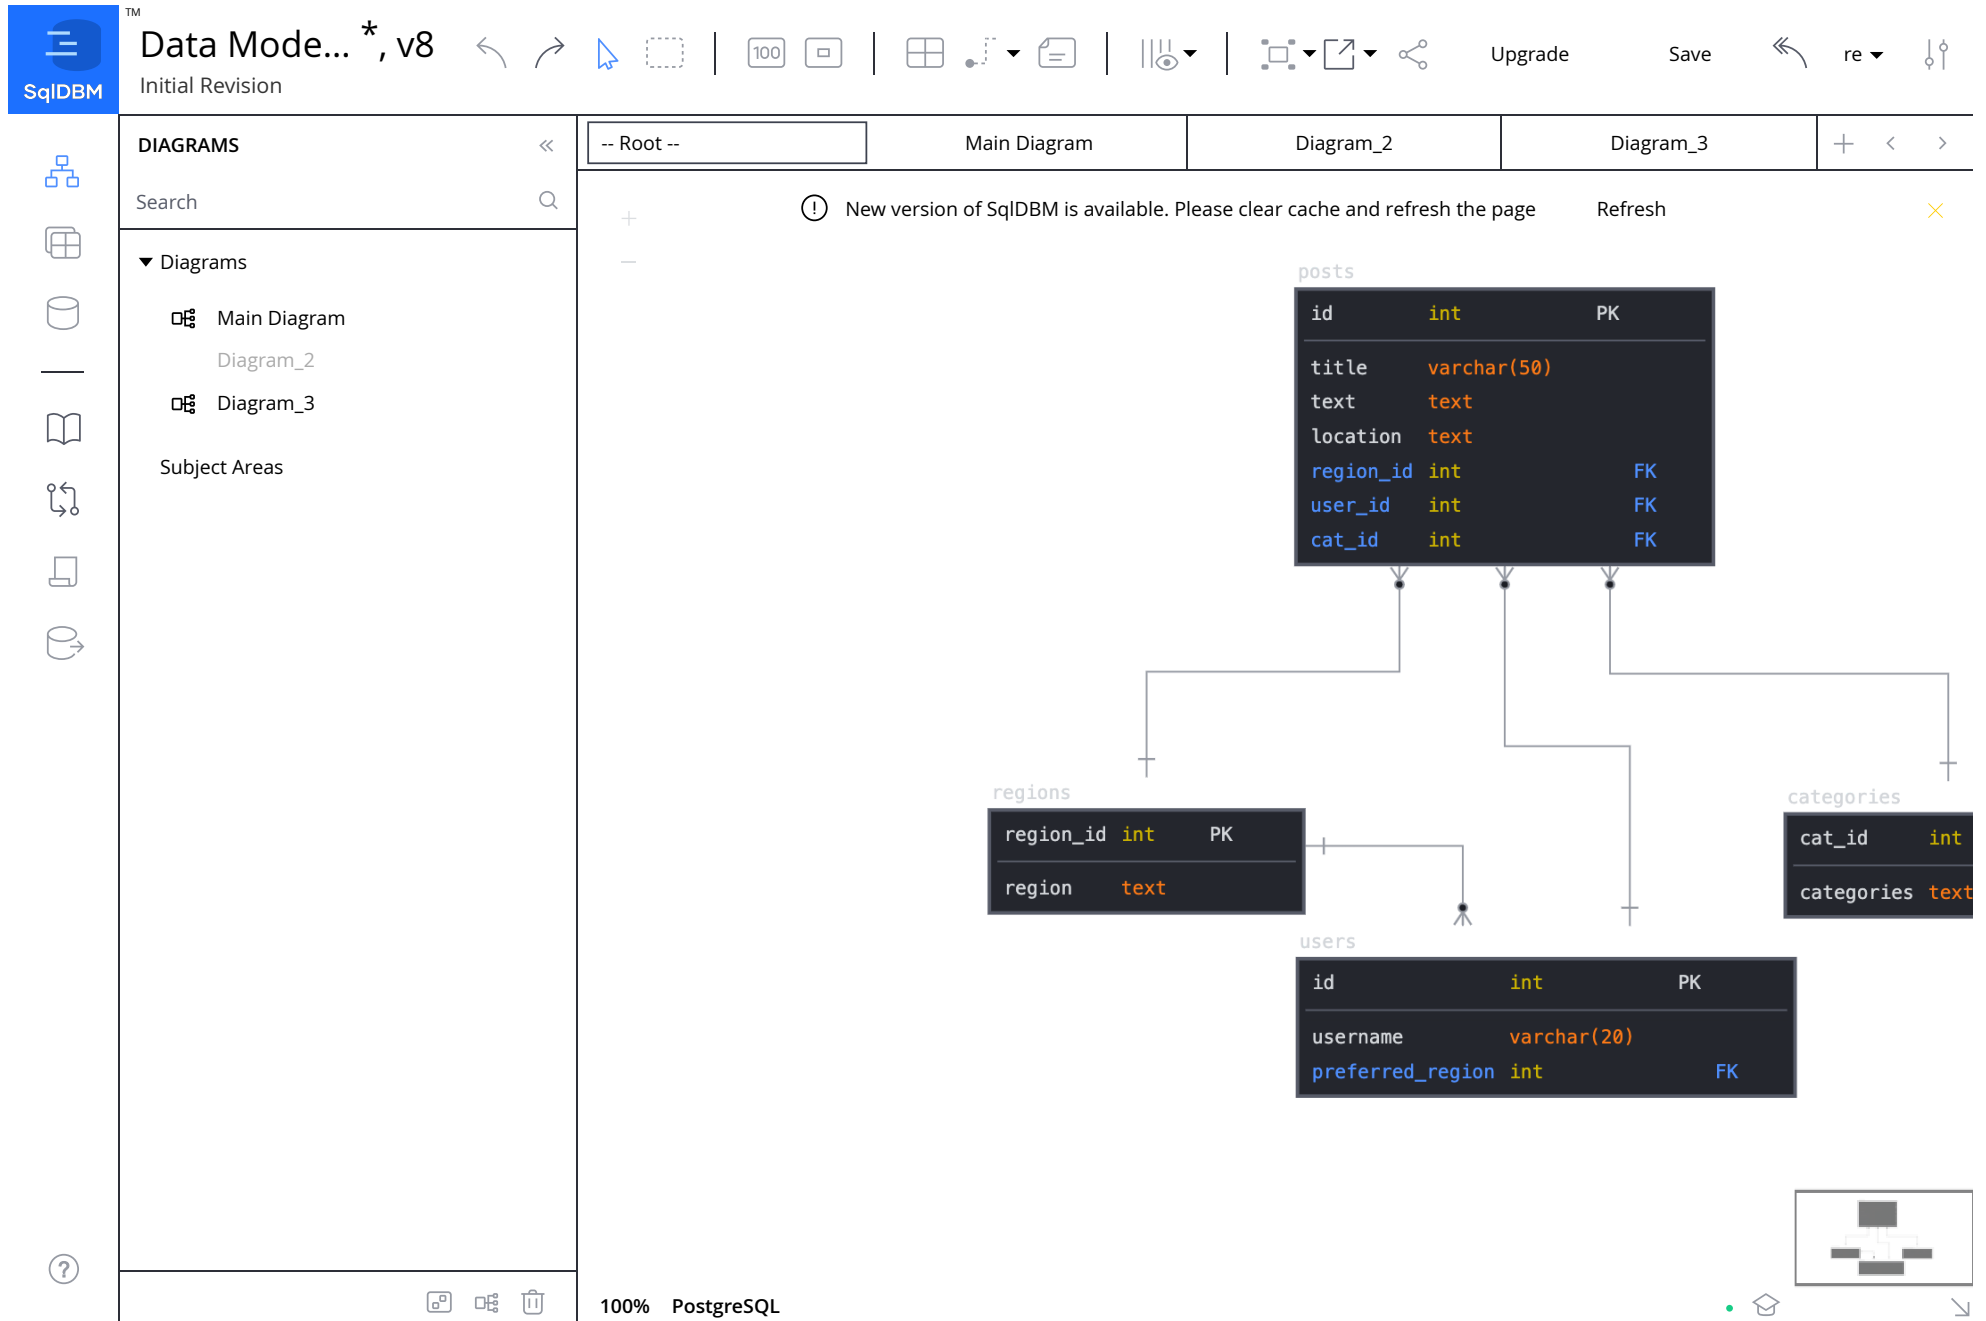 TM
Data Mode... *, v8
Initial Revision
SqlDBM
100
Upgrade
Save
re
DIAGRAMS
Search
Diagrams
Main Diagram
Diagram_2
Diagram_3
Subject Areas
-- Root --
Main Diagram
Diagram_2
Diagram_3
New version of SqlDBM is available. Please clear cache and refresh the page
Refresh
posts
id int PK
title varchar(50)
text text
location text
region_id int FK
user_id int FK
cat_id int FK
regions
region_id int PK
region text
categories
cat_id int
categories text
users
id int PK
username varchar(20)
preferred_region int FK
?
100% PostgreSQL